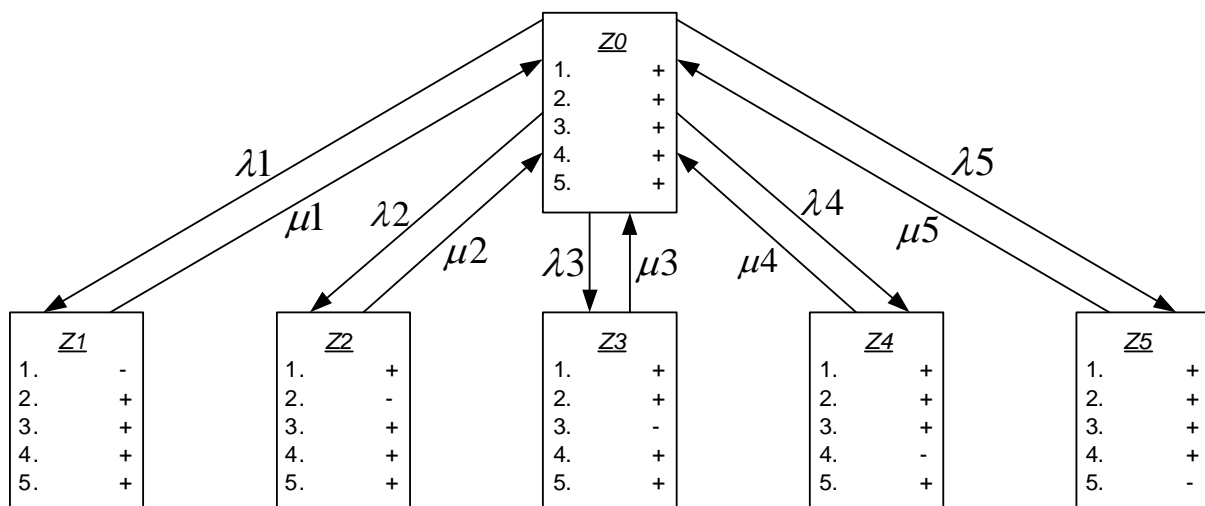 Z0
1. +
2. +
3. +
4. +
5. +
λ1
μ1
λ2
μ2
λ3
μ3
λ4
μ4
λ5
μ5
Z1
1. -
2. +
3. +
4. +
5. +
Z2
1. +
2. -
3. +
4. +
5. +
Z3
1. +
2. +
3. -
4. +
5. +
Z4
1. +
2. +
3. +
4. -
5. +
Z5
1. +
2. +
3. +
4. +
5. -